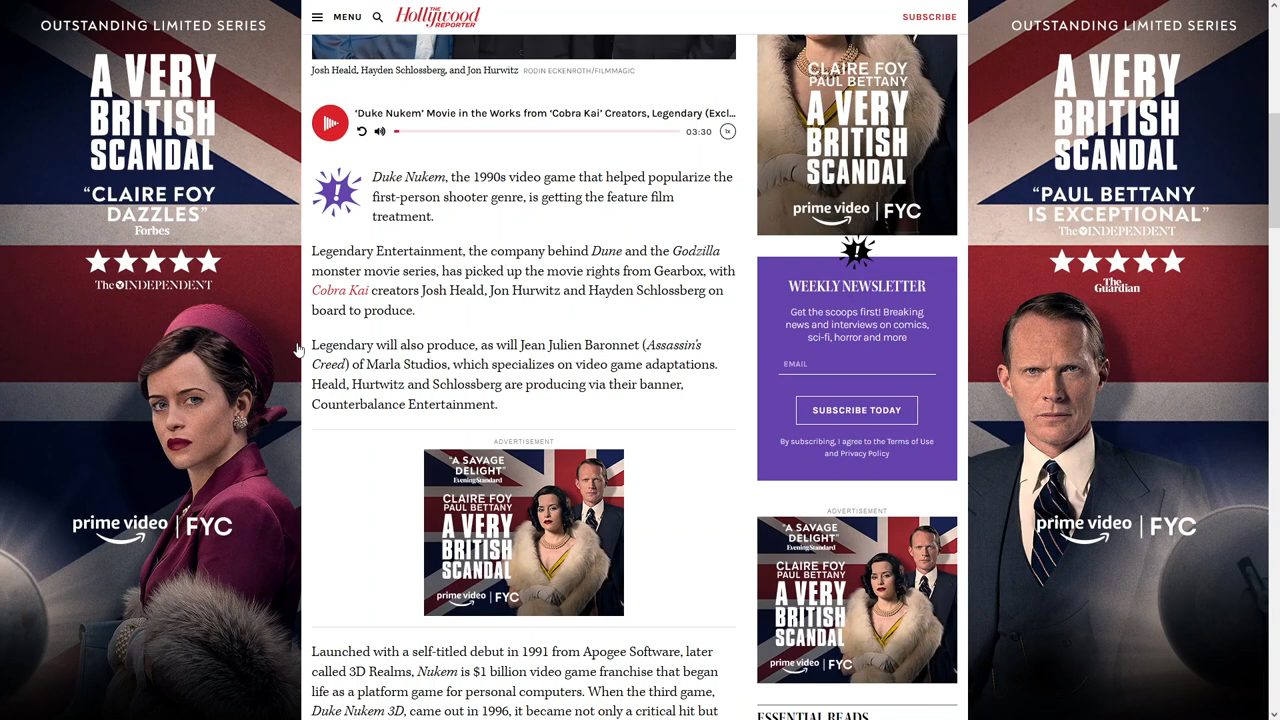 OUTSTANDING LIMITED SERIES
A VERY
BRITISH
SCANDAL
“CLAIRE FOY
DAZZLES”
Forbes
The INDEPENDENT
prime video | FYC
MENU
THE
Hollywood
REPORTER
SUBSCRIBE
Josh Heald, Hayden Schlossberg, and Jon Hurwitz RODIN ECKENROTH/FILMMAGIC
‘Duke Nukem’ Movie in the Works from ‘Cobra Kai’ Creators, Legendary (Excl...
03:30
1x
Duke Nukem, the 1990s video game that helped popularize the
first-person shooter genre, is getting the feature film
treatment.
Legendary Entertainment, the company behind Dune and the Godzilla
monster movie series, has picked up the movie rights from Gearbox, with
Cobra Kai creators Josh Heald, Jon Hurwitz and Hayden Schlossberg on
board to produce.
Legendary will also produce, as will Jean Julien Baronnet (Assassin’s
Creed) of Marla Studios, which specializes on video game adaptations.
Heald, Hurtwitz and Schlossberg are producing via their banner,
Counterbalance Entertainment.
ADVERTISEMENT
“A SAVAGE
DELIGHT”
Evening Standard
CLAIRE FOY
PAUL BETTANY
A VERY
BRITISH
SCANDAL
prime video | FYC
Launched with a self-titled debut in 1991 from Apogee Software, later
called 3D Realms, Nukem is $1 billion video game franchise that began
life as a platform game for personal computers. When the third game,
Duke Nukem 3D, came out in 1996, it became not only a critical hit but
CLAIRE FOY
PAUL BETTANY
A VERY
BRITISH
SCANDAL
prime video | FYC
!
WEEKLY NEWSLETTER
Get the scoops first! Breaking
news and interviews on comics,
sci-fi, horror and more
EMAIL
SUBSCRIBE TODAY
By subscribing, I agree to the Terms of Use
and Privacy Policy
ADVERTISEMENT
“A SAVAGE
DELIGHT”
Evening Standard
CLAIRE FOY
PAUL BETTANY
A VERY
BRITISH
SCANDAL
prime video | FYC
ESSENTIAL READS
OUTSTANDING LIMITED SERIES
A VERY
BRITISH
SCANDAL
“PAUL BETTANY
IS EXCEPTIONAL”
The INDEPENDENT
The
Guardian
prime video | FYC